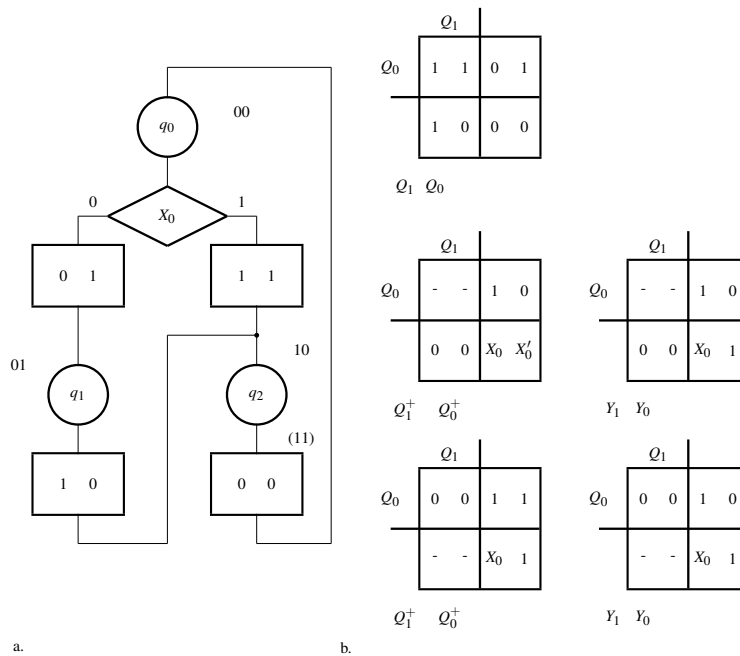 Q₁
Q₀ 1 1 0 1
1 0 0 0
Q₁ Q₀
00
q₀
0 1
X₀
0 1 1 1
01 10
q₁ q₂
(11)
1 0 0 0
Q₁ Q₁
Q₀ - - 1 0 Q₀ - - 1 0
0 0 X₀ X₀′ 0 0 X₀ 1
Q₁⁺ Q₀⁺ Y₁ Y₀
Q₁ Q₁
Q₀ 0 0 1 1 Q₀ 0 0 1 0
- - X₀ 1 - - X₀ 1
Q₁⁺ Q₀⁺ Y₁ Y₀
a. b.